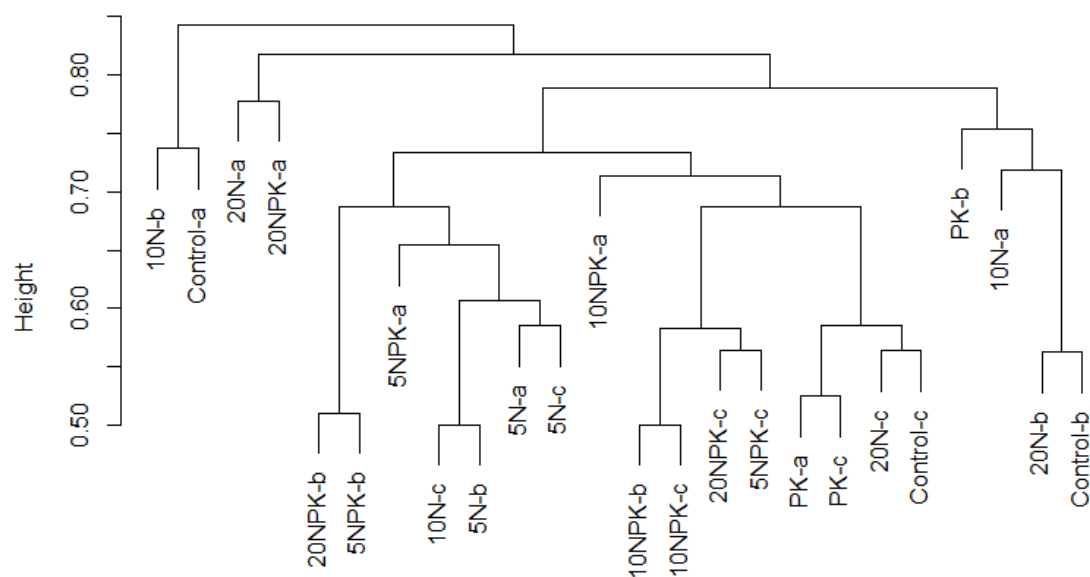 Height
0.80
0.70
0.60
0.50
10N-b
Control-a
20N-a
20NPK-a
20NPK-b
5NPK-b
5NPK-a
10N-c
5N-b
5N-a
5N-c
10NPK-a
10NPK-b
10NPK-c
20NPK-c
5NPK-c
PK-a
PK-c
20N-c
Control-c
PK-b
10N-a
20N-b
Control-b